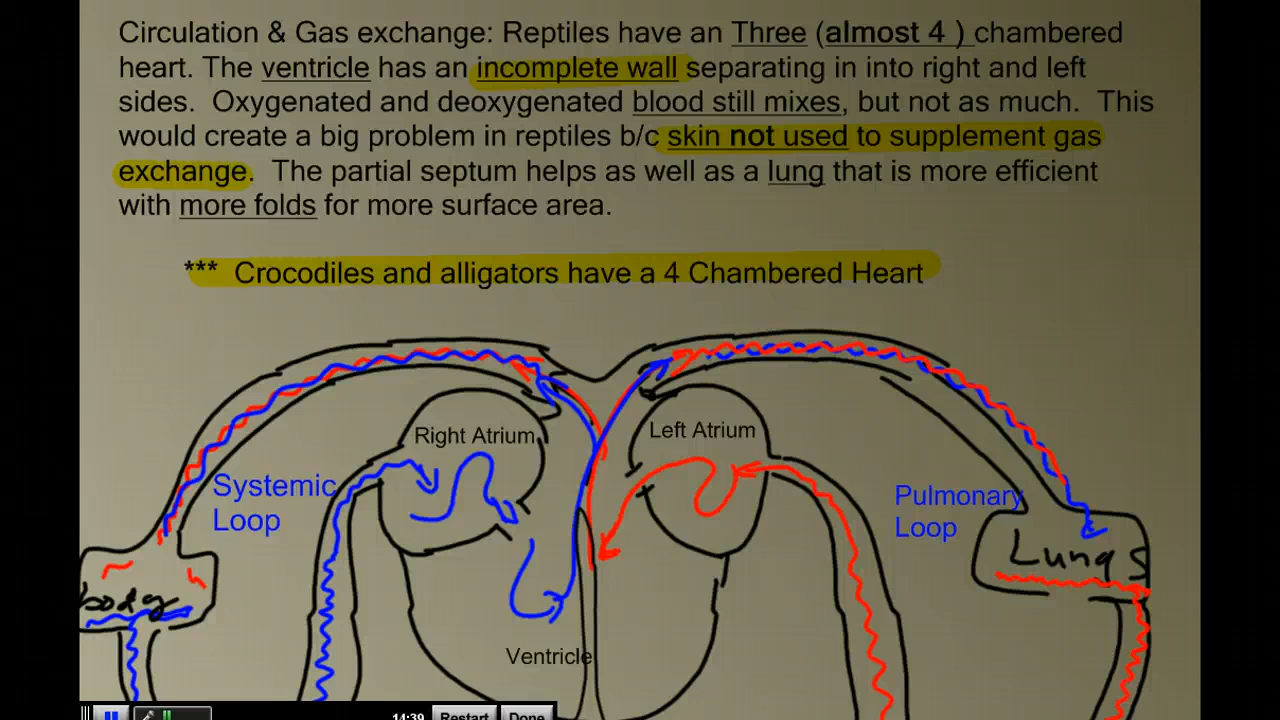 Circulation & Gas exchange: Reptiles have an Three (almost 4 ) chambered
heart. The ventricle has an incomplete wall separating in into right and left
sides. Oxygenated and deoxygenated blood still mixes, but not as much. This
would create a big problem in reptiles b/c skin not used to supplement gas
exchange. The partial septum helps as well as a lung that is more efficient
with more folds for more surface area.
*** Crocodiles and alligators have a 4 Chambered Heart
Right Atrium
Left Atrium
Systemic
Loop
Pulmonary
Loop
Lungs
body
Ventricle
14:39 Restart Done